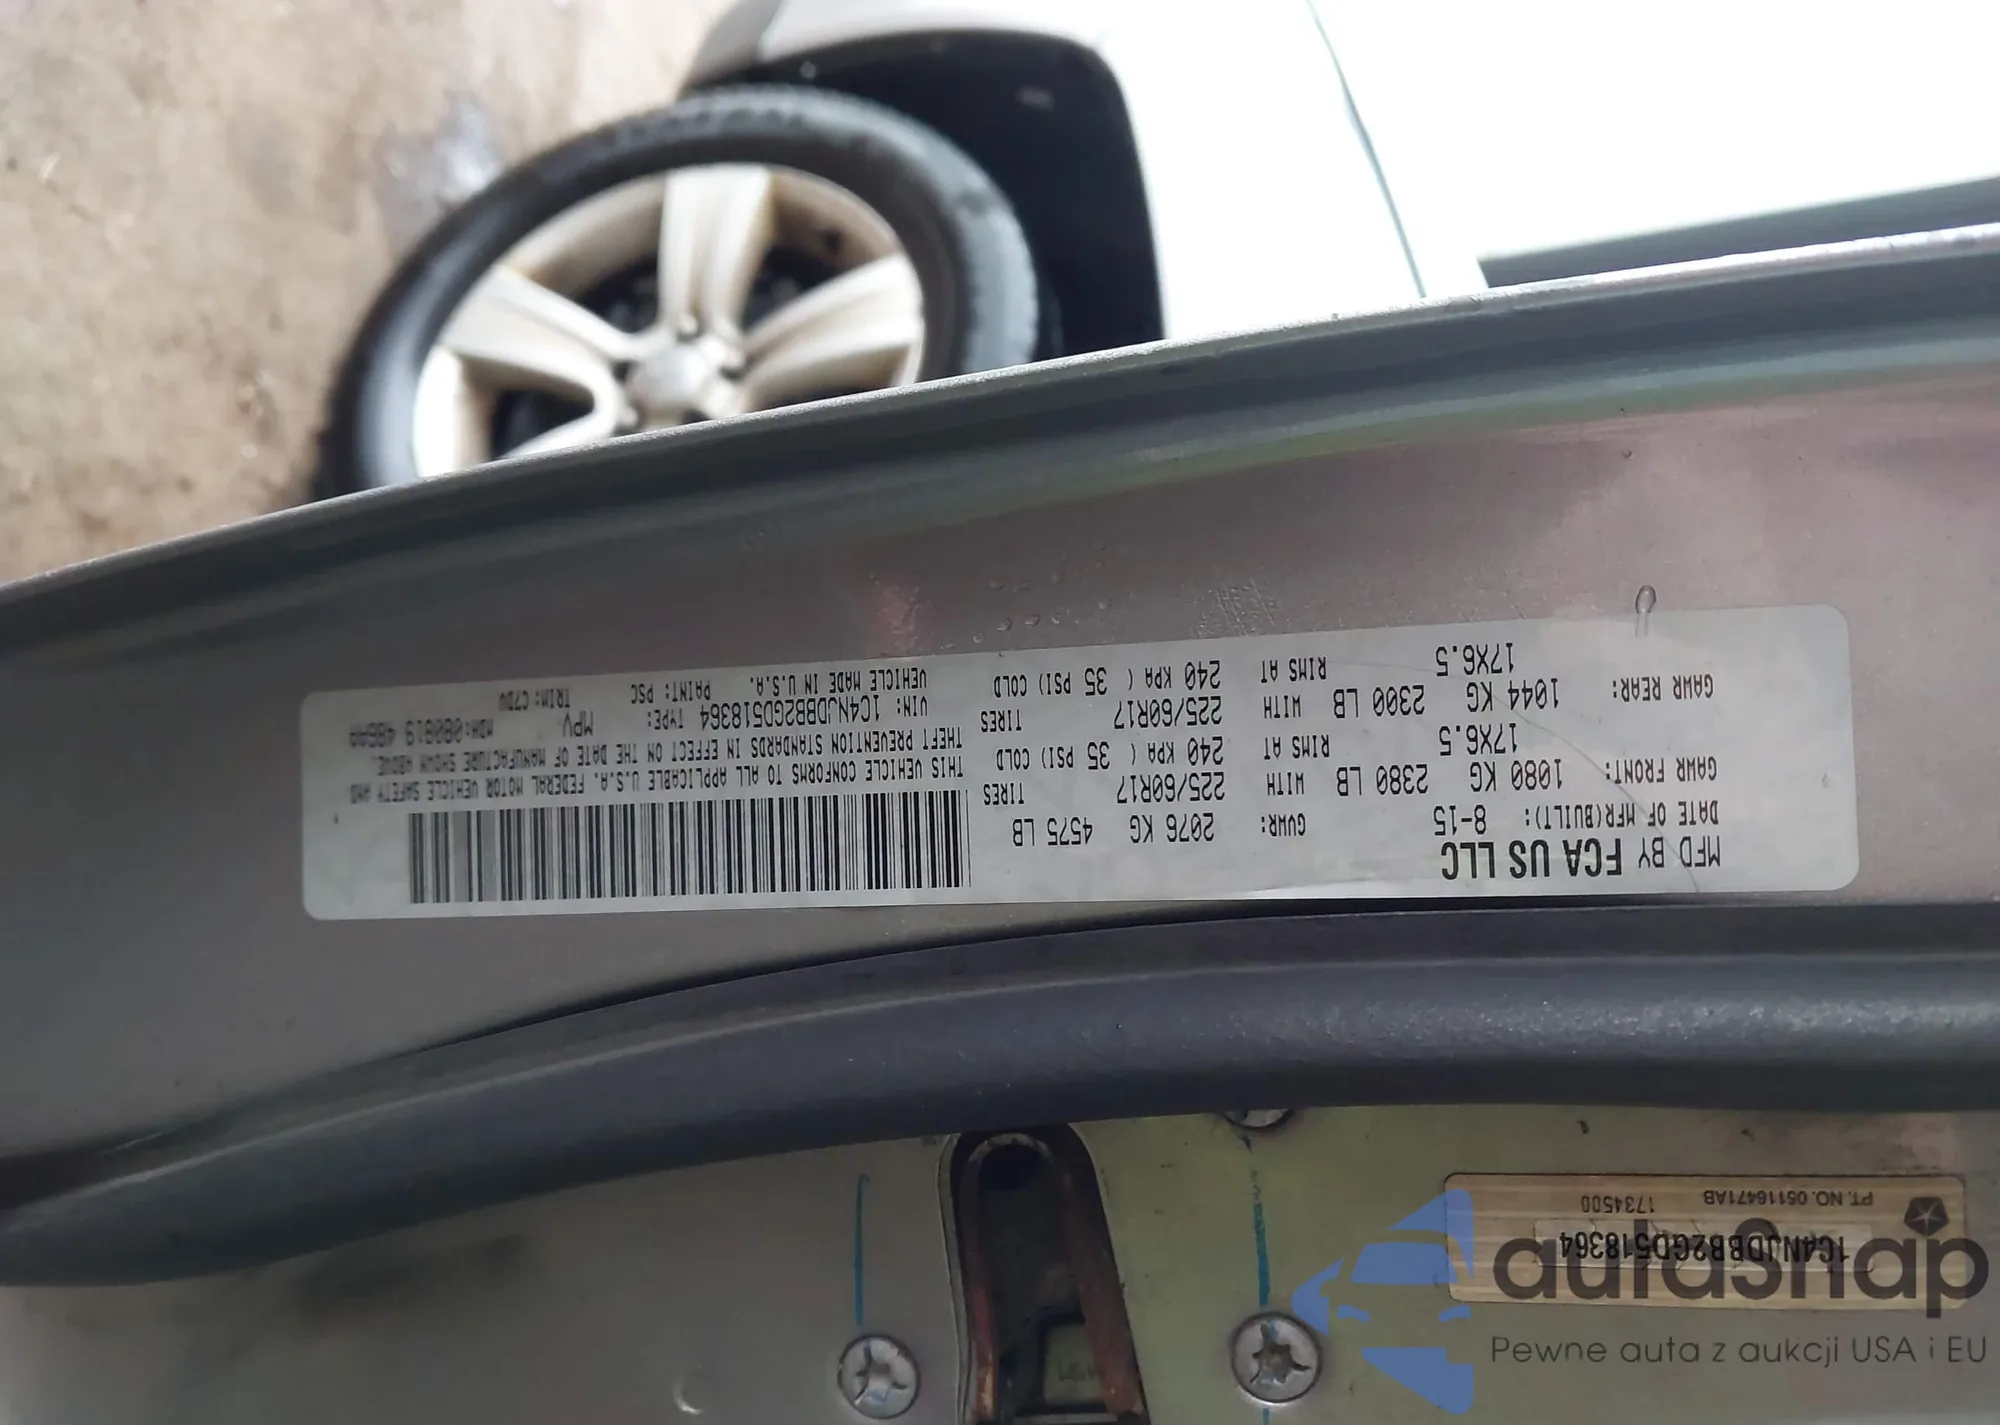 MFD BY FCA US LLC
DATE OF MFR(BUILT): 8-15 GVWR: 2076 KG 4575 LB
GAWR FRONT: 1080 KG 2380 LB WITH 225/60R17 TIRES
17X6.5 RIMS AT 240 KPA ( 35 PSI) COLD
GAWR REAR: 1044 KG 2300 LB WITH 225/60R17 TIRES
17X6.5 RIMS AT 240 KPA ( 35 PSI) COLD
THIS VEHICLE CONFORMS TO ALL APPLICABLE U.S.A. FEDERAL MOTOR VEHICLE SAFETY AND
THEFT PREVENTION STANDARDS IN EFFECT ON THE DATE OF MANUFACTURE SHOWN ABOVE.
VIN: 1C4NJDBB2GD518364 TYPE: MPV MDH:080819 486AA
VEHICLE MADE IN U.S.A. PAINT: PSC TRIM: C7DV
1C4NJDBB2GD518364
1734500
PT. NO. 05116471AB
autoSnap
Pewne auta z aukcji USA i EU